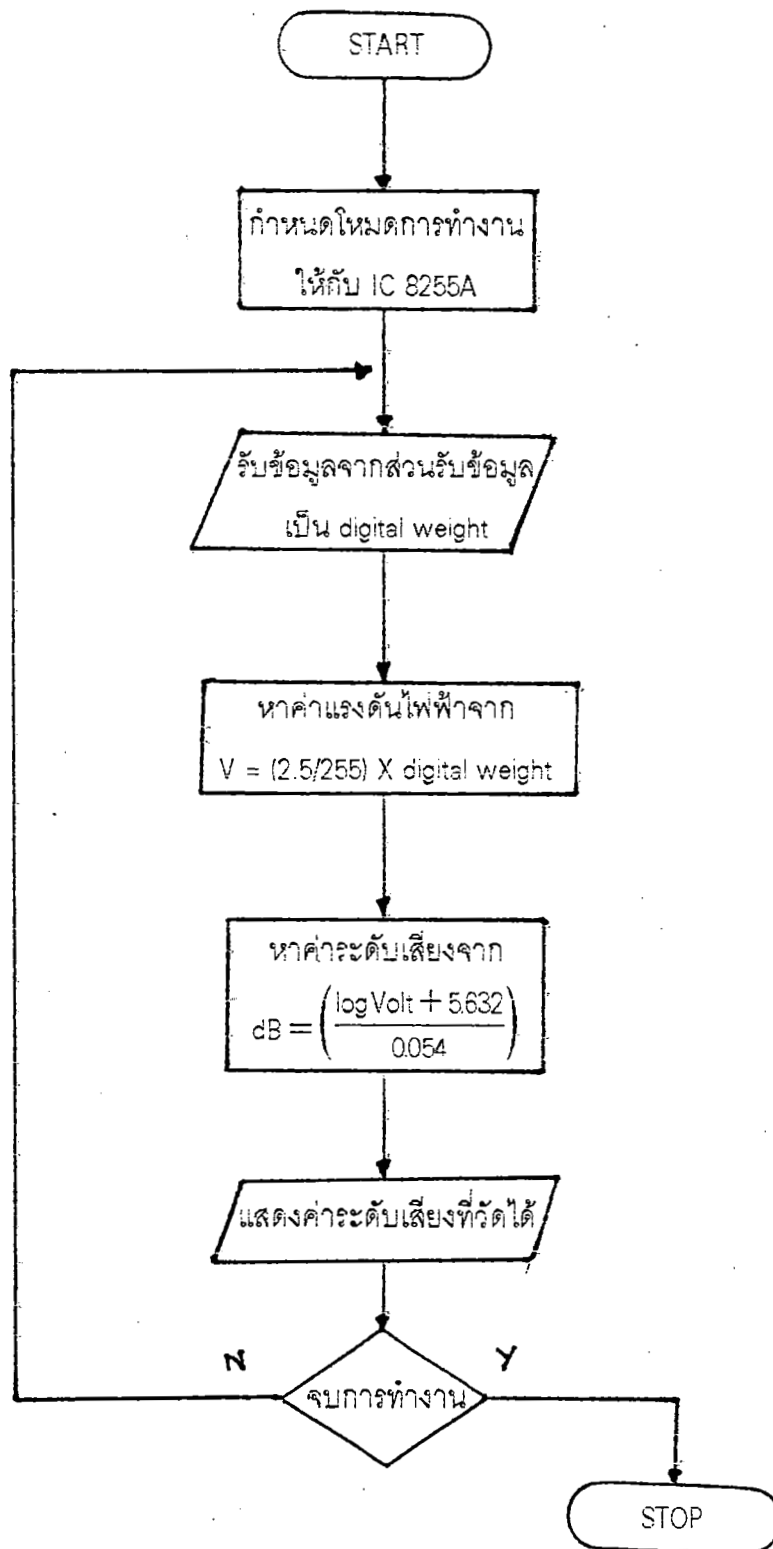 START
กำหนดโหมดการทำงาน
ให้กับ IC 8255A
รับข้อมูลจากส่วนรับข้อมูล
เป็น digital weight
หาค่าแรงดันไฟฟ้าจาก
V = (2.5/255) X digital weight
หาค่าระดับเสียงจาก
dB = ( log Volt + 5.632
0.054 )
แสดงค่าระดับเสียงที่วัดได้
N Y
จบการทำงาน
STOP